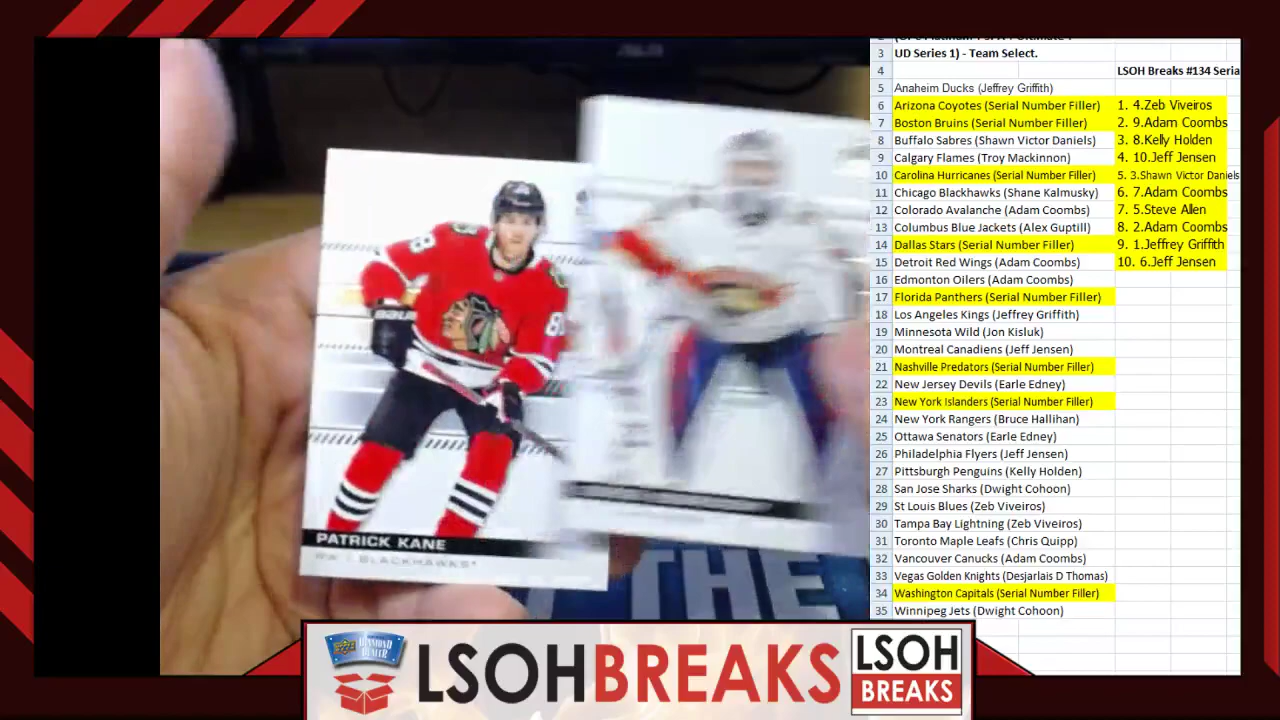 3 UD Series 1) - Team Select.
4 LSOH Breaks #134 Seria
5 Anaheim Ducks (Jeffrey Griffith)
6 Arizona Coyotes (Serial Number Filler) 1. 4.Zeb Viveiros
7 Boston Bruins (Serial Number Filler) 2. 9.Adam Coombs
8 Buffalo Sabres (Shawn Victor Daniels) 3. 8.Kelly Holden
9 Calgary Flames (Troy Mackinnon) 4. 10.Jeff Jensen
10 Carolina Hurricanes (Serial Number Filler) 5. 3.Shawn Victor Daniels
11 Chicago Blackhawks (Shane Kalmusky) 6. 7.Adam Coombs
12 Colorado Avalanche (Adam Coombs) 7. 5.Steve Allen
13 Columbus Blue Jackets (Alex Guptill) 8. 2.Adam Coombs
14 Dallas Stars (Serial Number Filler) 9. 1.Jeffrey Griffith
15 Detroit Red Wings (Adam Coombs) 10. 6.Jeff Jensen
16 Edmonton Oilers (Adam Coombs)
17 Florida Panthers (Serial Number Filler)
18 Los Angeles Kings (Jeffrey Griffith)
19 Minnesota Wild (Jon Kisluk)
20 Montreal Canadiens (Jeff Jensen)
21 Nashville Predators (Serial Number Filler)
22 New Jersey Devils (Earle Edney)
23 New York Islanders (Serial Number Filler)
24 New York Rangers (Bruce Hallihan)
25 Ottawa Senators (Earle Edney)
26 Philadelphia Flyers (Jeff Jensen)
27 Pittsburgh Penguins (Kelly Holden)
28 San Jose Sharks (Dwight Cohoon)
29 St Louis Blues (Zeb Viveiros)
30 Tampa Bay Lightning (Zeb Viveiros)
31 Toronto Maple Leafs (Chris Quipp)
32 Vancouver Canucks (Adam Coombs)
33 Vegas Golden Knights (Desjarlais D Thomas)
34 Washington Capitals (Serial Number Filler)
35 Winnipeg Jets (Dwight Cohoon)
BAUER
88
PATRICK KANE
RW | BLACKHAWKS
THE
DIAMOND DEALER
LSOHBREAKS
LSOH
BREAKS